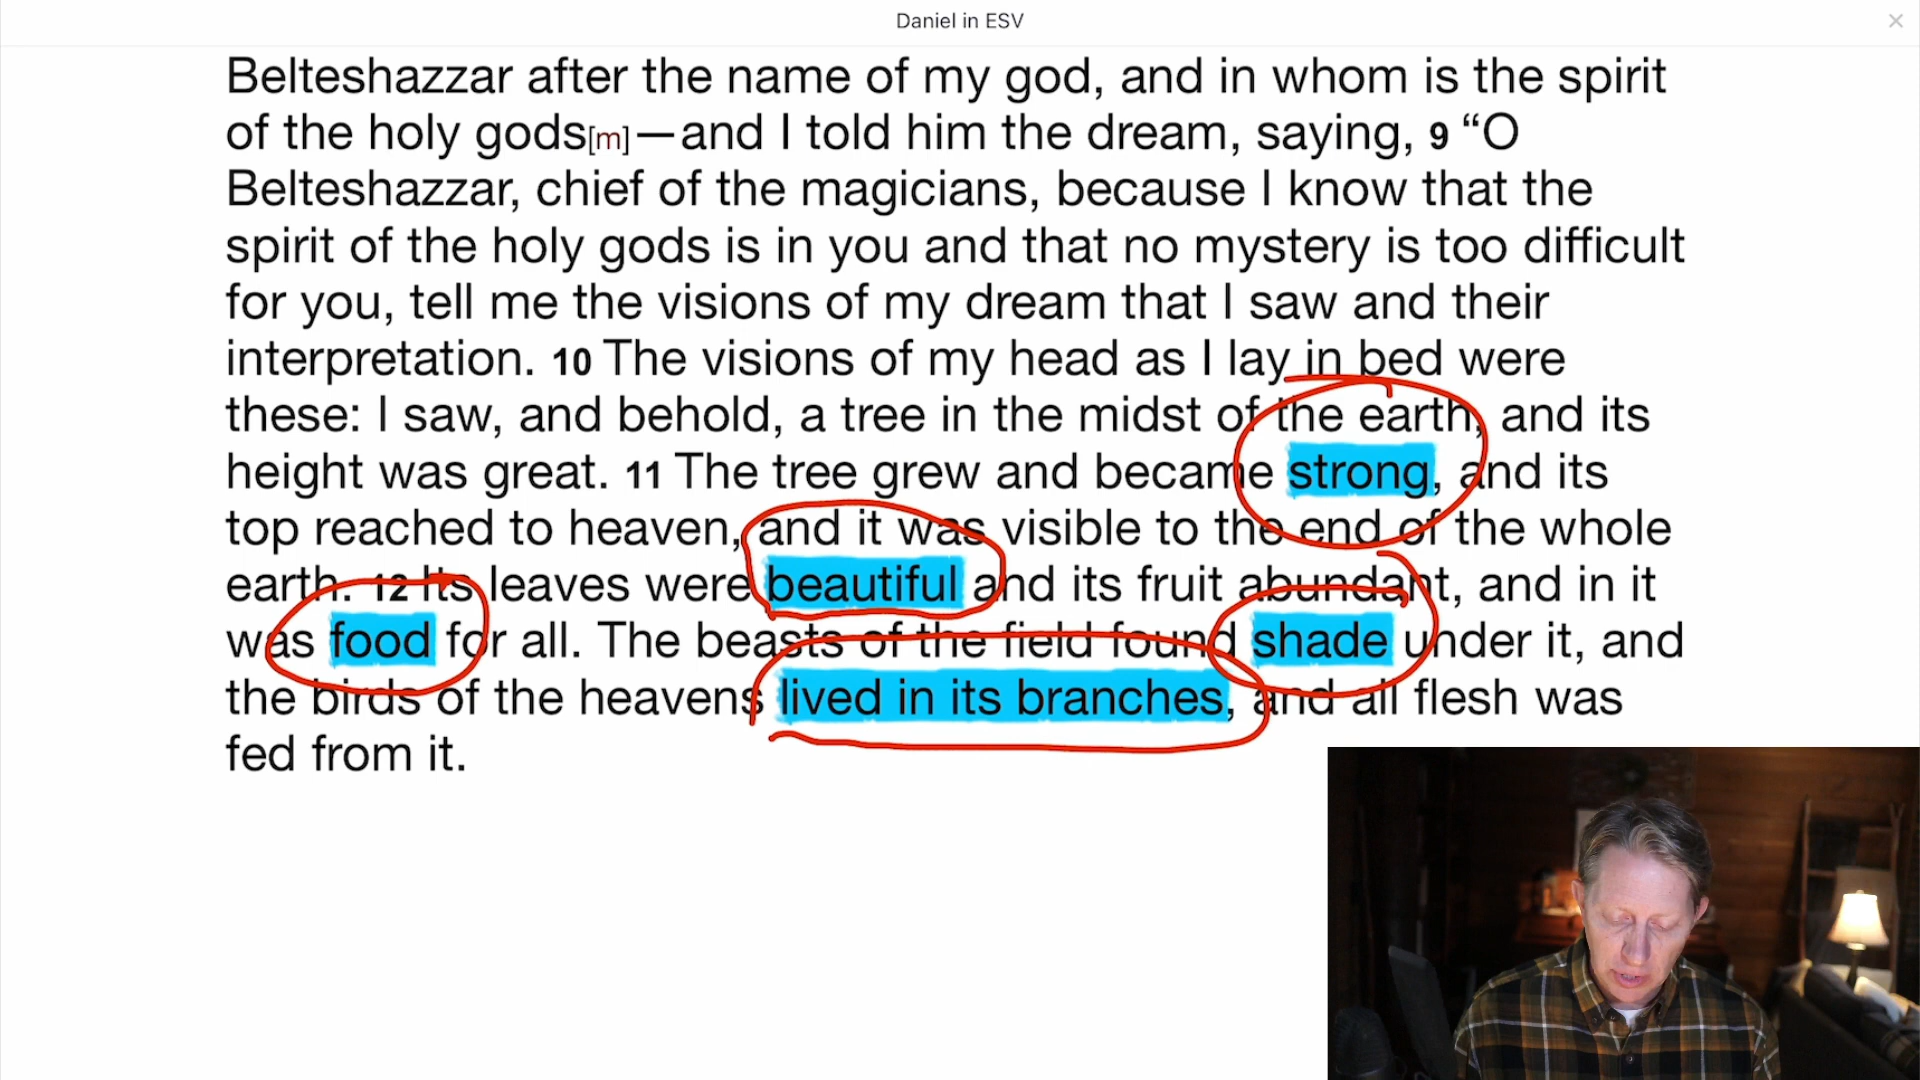 Daniel in ESV
Belteshazzar after the name of my god, and in whom is the spirit
of the holy gods[m]—and I told him the dream, saying, 9 “O
Belteshazzar, chief of the magicians, because I know that the
spirit of the holy gods is in you and that no mystery is too difficult
for you, tell me the visions of my dream that I saw and their
interpretation. 10 The visions of my head as I lay in bed were
these: I saw, and behold, a tree in the midst of the earth, and its
height was great. 11 The tree grew and became strong, and its
top reached to heaven, and it was visible to the end of the whole
earth. 12 Its leaves were beautiful and its fruit abundant, and in it
was food for all. The beasts of the field found shade under it, and
the birds of the heavens lived in its branches, and all flesh was
fed from it.